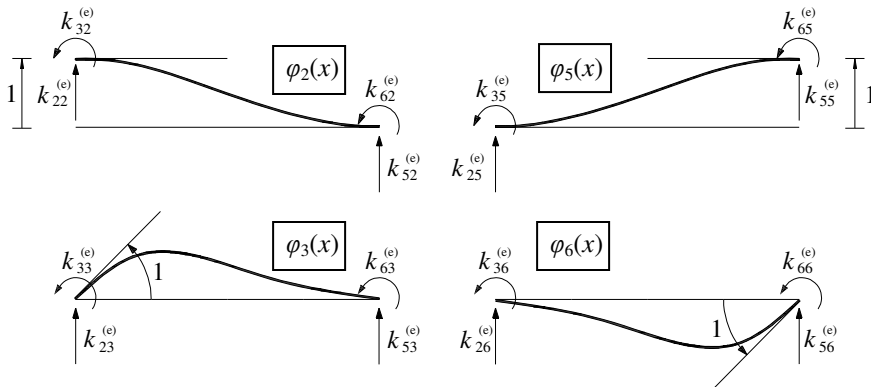 k₃₂⁽ᵉ⁾
1
k₂₂⁽ᵉ⁾
φ₂(x)
k₆₂⁽ᵉ⁾
k₅₂⁽ᵉ⁾
k₃₅⁽ᵉ⁾
k₂₅⁽ᵉ⁾
φ₅(x)
k₆₅⁽ᵉ⁾
k₅₅⁽ᵉ⁾
1
k₃₃⁽ᵉ⁾
1
k₂₃⁽ᵉ⁾
φ₃(x)
k₆₃⁽ᵉ⁾
k₅₃⁽ᵉ⁾
k₃₆⁽ᵉ⁾
k₂₆⁽ᵉ⁾
φ₆(x)
1
k₆₆⁽ᵉ⁾
k₅₆⁽ᵉ⁾